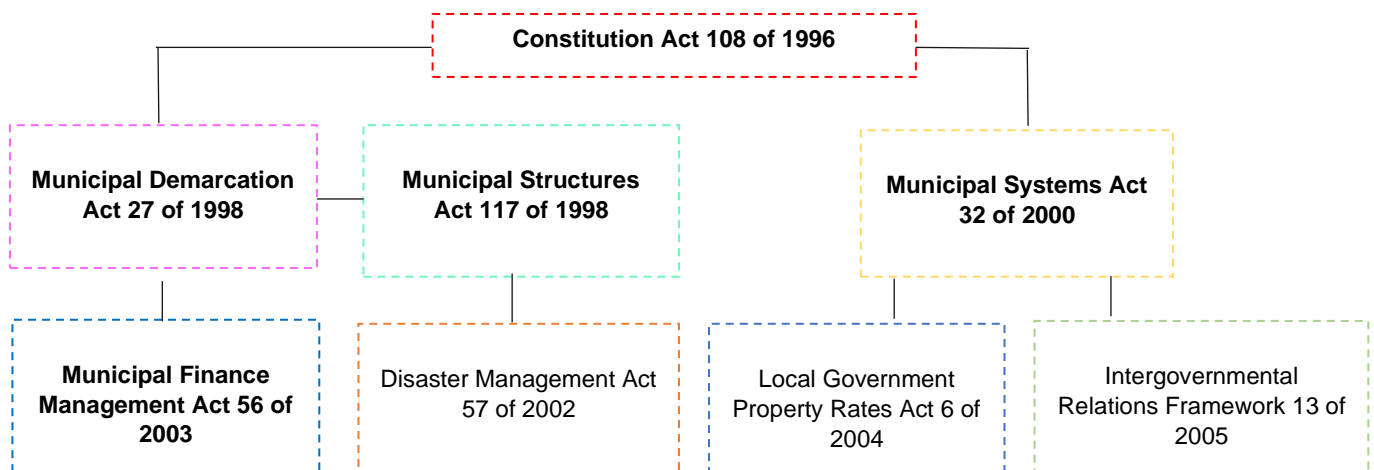 Constitution Act 108 of 1996
Municipal Demarcation
Act 27 of 1998
Municipal Structures
Act 117 of 1998
Municipal Systems Act
32 of 2000
Municipal Finance
Management Act 56 of
2003
Disaster Management Act
57 of 2002
Local Government
Property Rates Act 6 of
2004
Intergovernmental
Relations Framework 13 of
2005